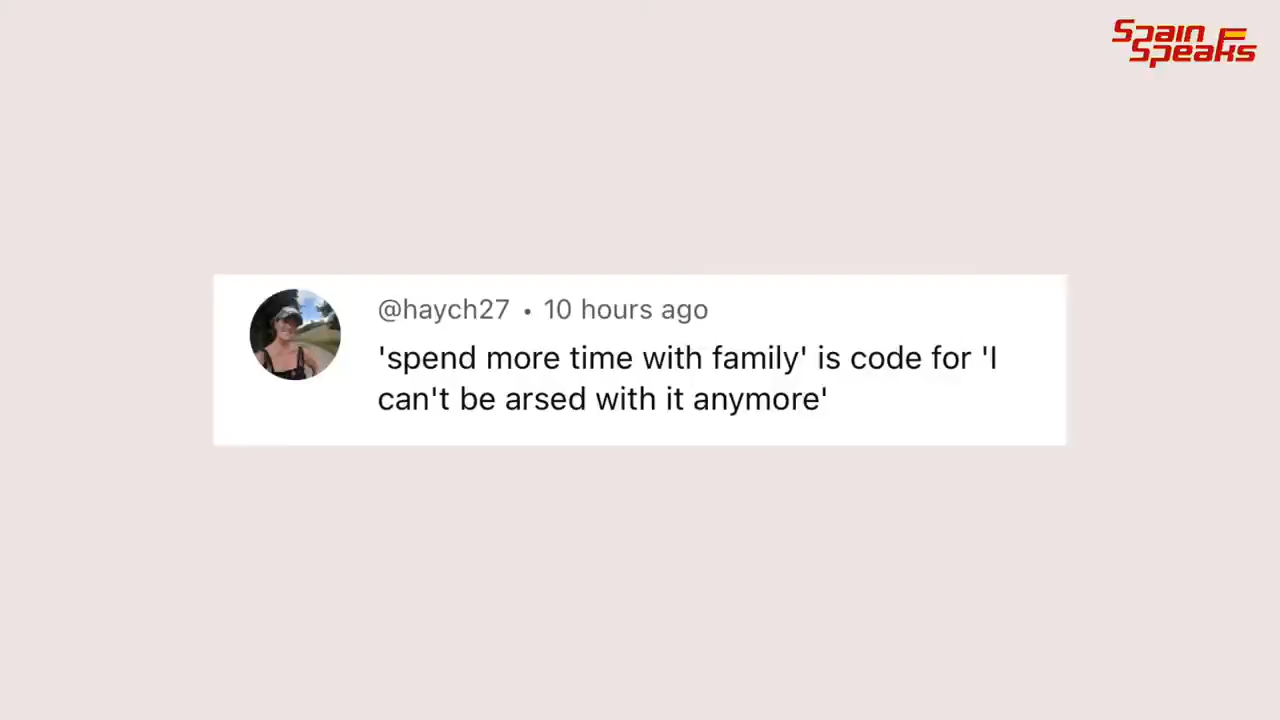 Spain
Speaks
@haych27 • 10 hours ago
'spend more time with family' is code for 'I
can't be arsed with it anymore'